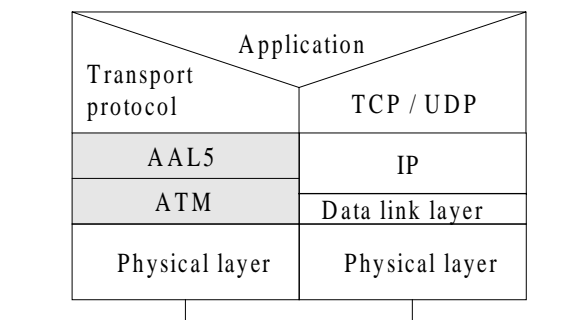 Application
Transport
protocol
TCP / UDP
AAL5
IP
ATM
Data link layer
Physical layer
Physical layer